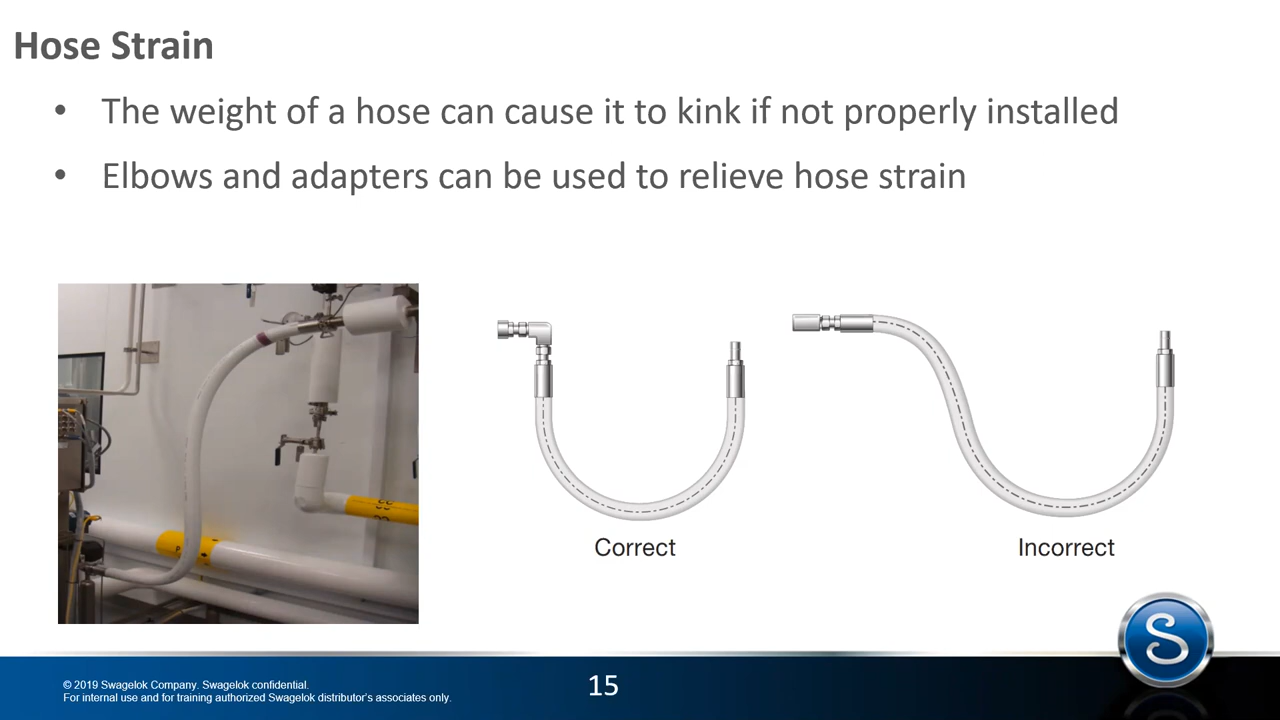 Hose Strain
• The weight of a hose can cause it to kink if not properly installed
• Elbows and adapters can be used to relieve hose strain
Correct
Incorrect
S
© 2019 Swagelok Company. Swagelok confidential.
For internal use and for training authorized Swagelok distributor's associates only.
15